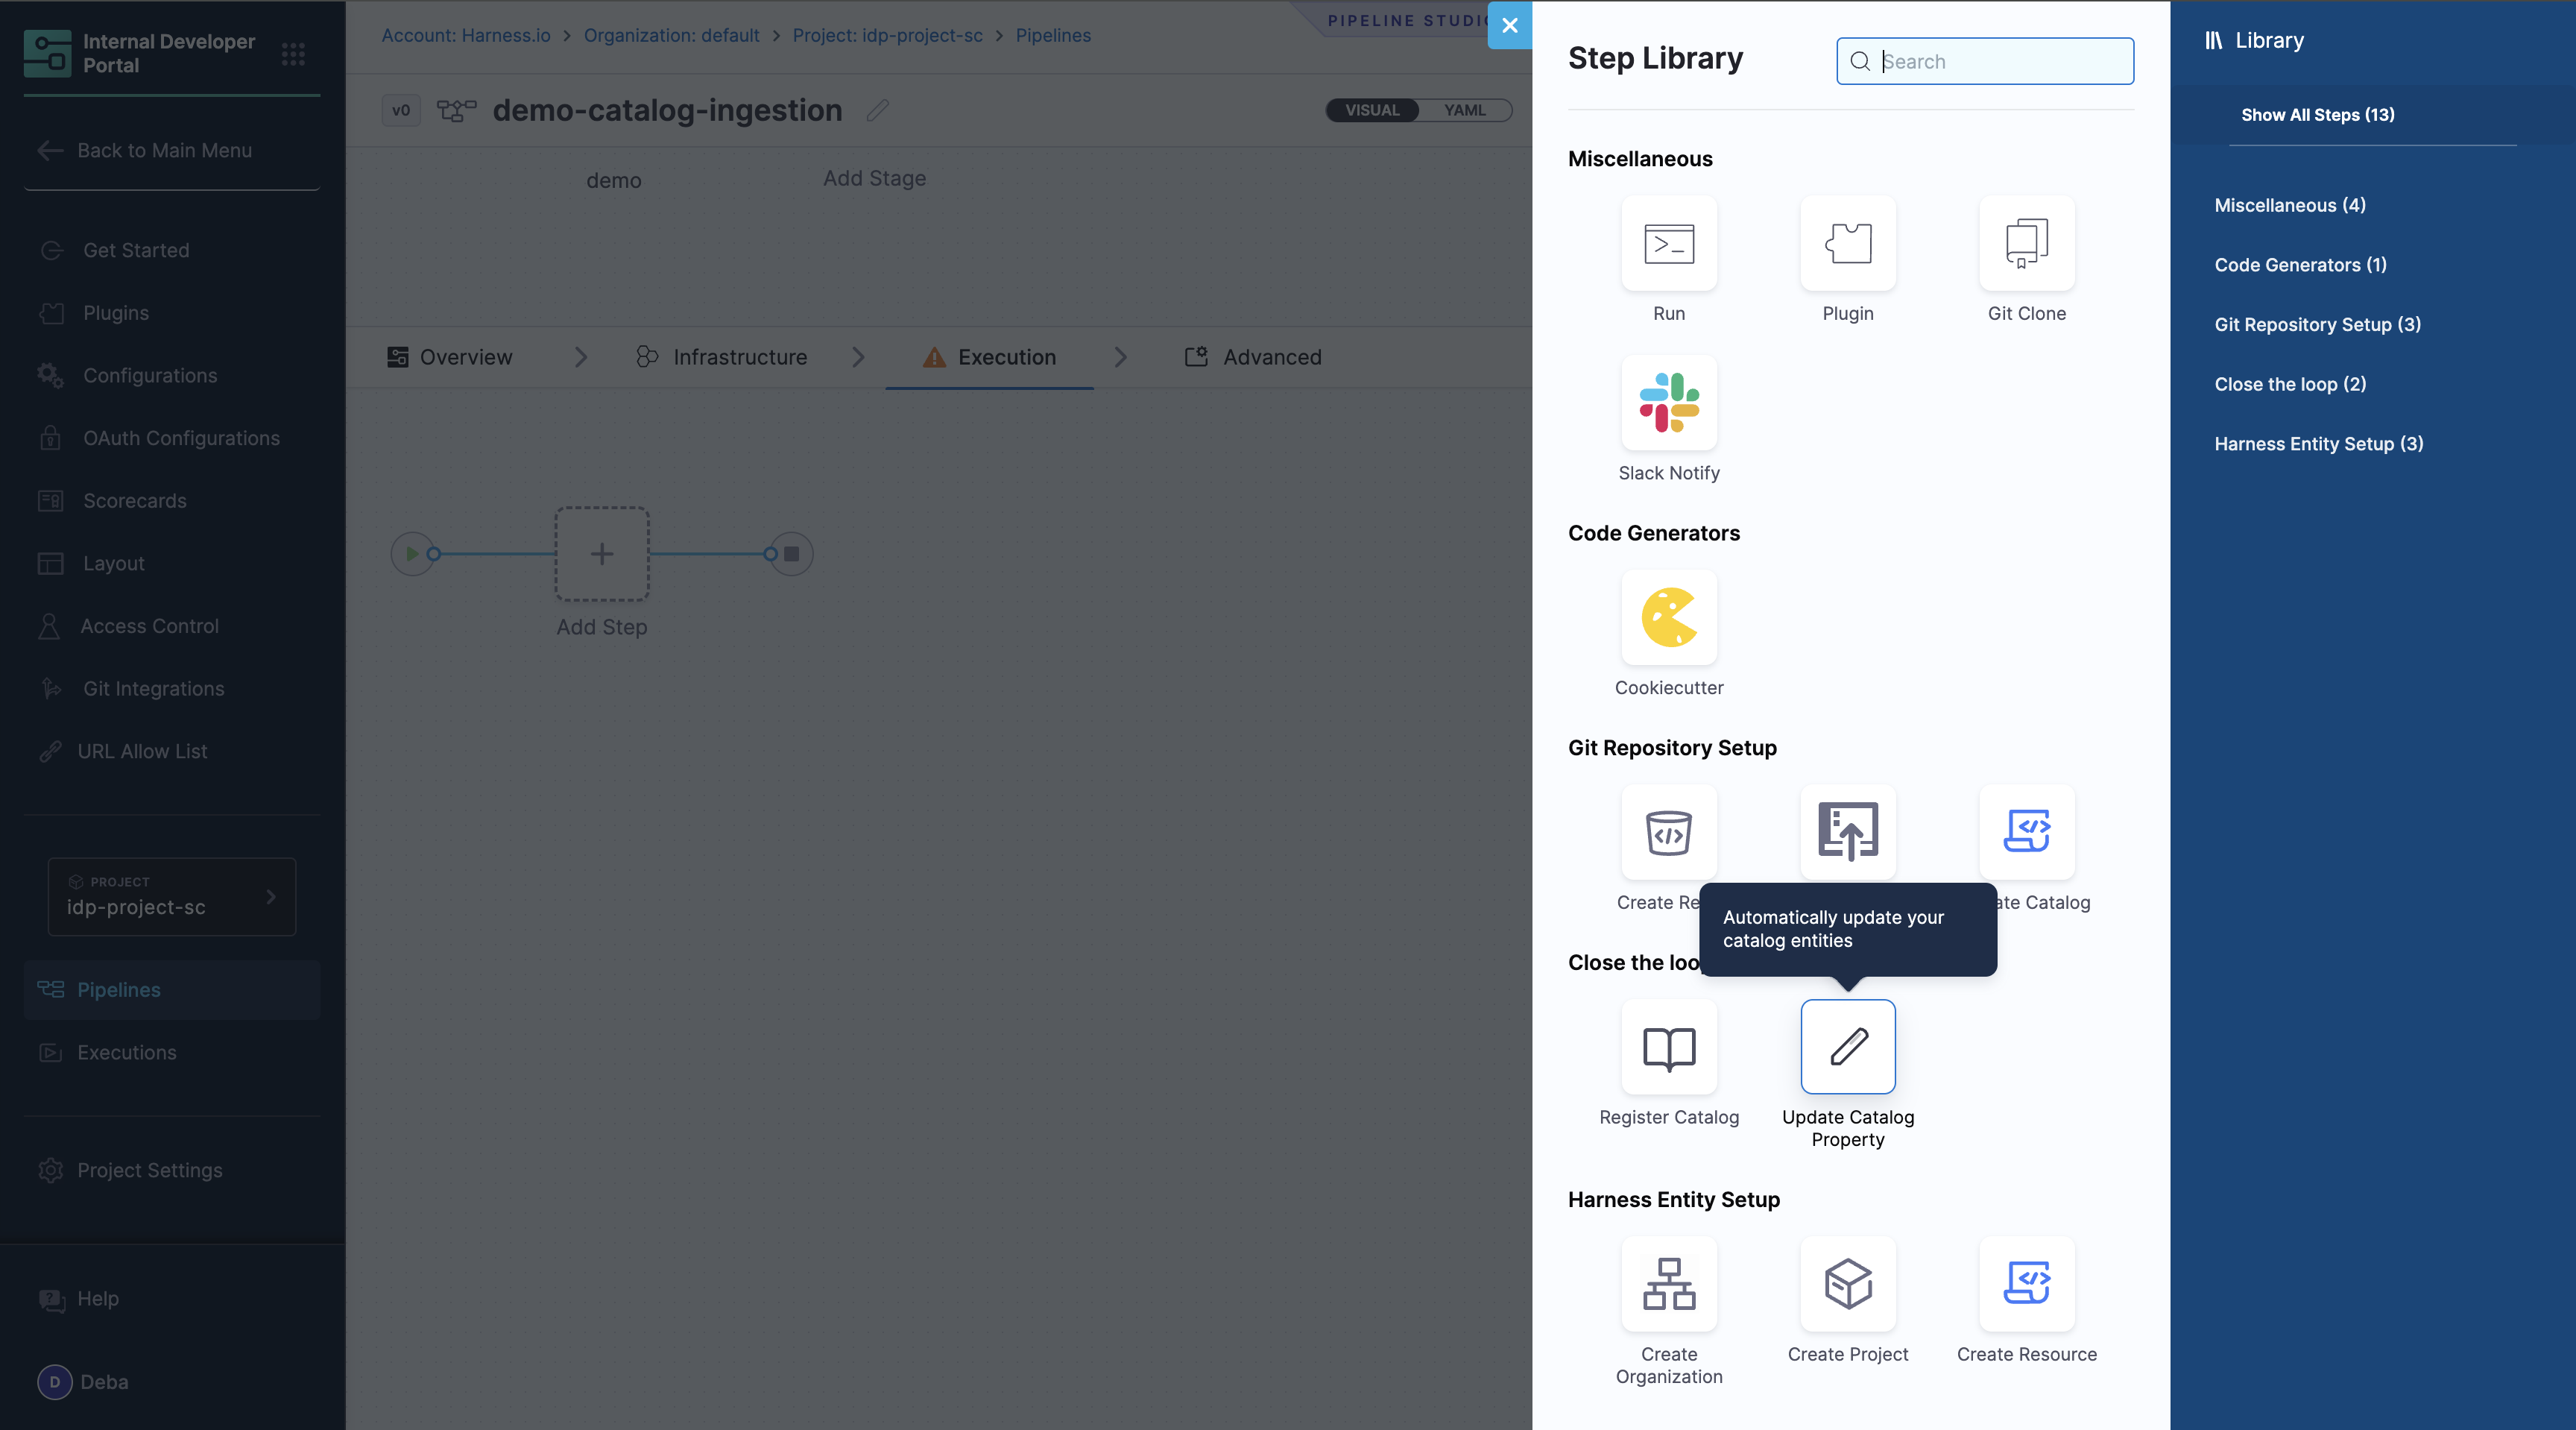 Internal Developer
Portal
Back to Main Menu
Get Started
Plugins
Configurations
OAuth Configurations
Scorecards
Layout
Access Control
Git Integrations
URL Allow List
PROJECT
idp-project-sc
Pipelines
Executions
Project Settings
Help
D
Deba
Account: Harness.io > Organization: default > Project: idp-project-sc > Pipelines
PIPELINE STUDIO
v0
demo-catalog-ingestion
VISUAL
YAML
demo
Add Stage
Overview
Infrastructure
Execution
Advanced
Add Step
Step Library
Search
Miscellaneous
Run
Plugin
Git Clone
Slack Notify
Code Generators
Cookiecutter
Git Repository Setup
Create Re
ate Catalog
Automatically update your
catalog entities
Close the loo
Register Catalog
Update Catalog
Property
Harness Entity Setup
Create
Organization
Create Project
Create Resource
Library
Show All Steps (13)
Miscellaneous (4)
Code Generators (1)
Git Repository Setup (3)
Close the loop (2)
Harness Entity Setup (3)